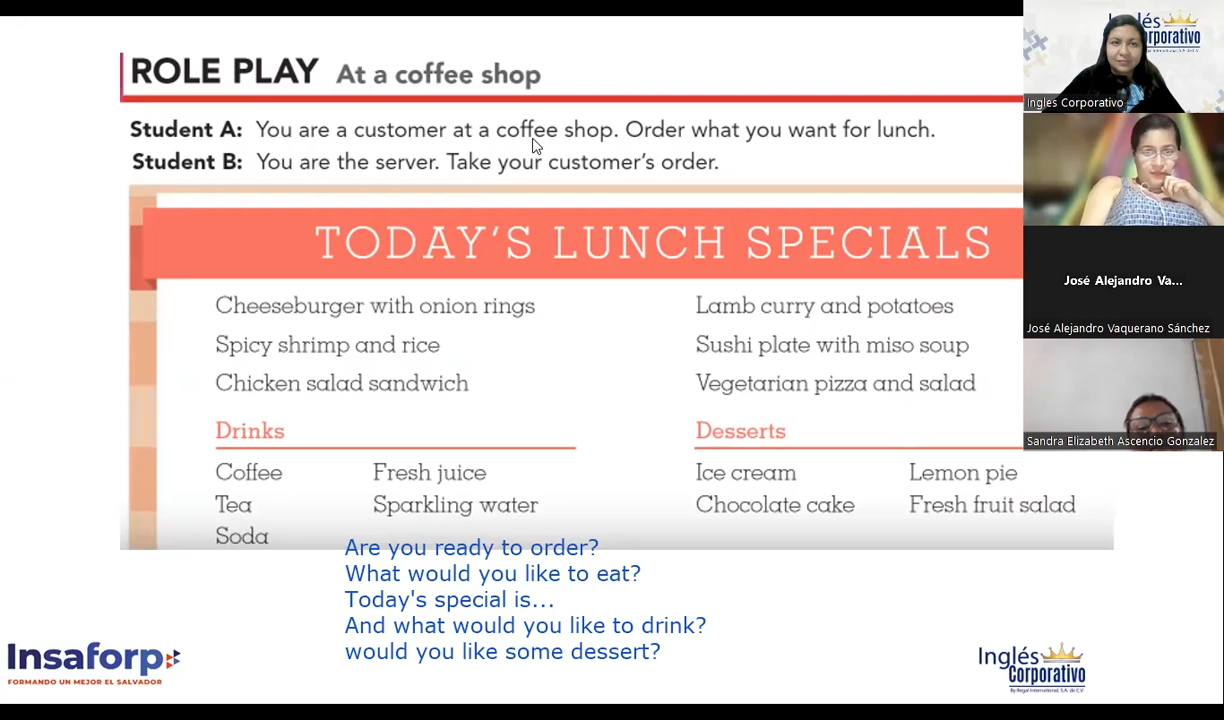 ROLE PLAY At a coffee shop
Student A: You are a customer at a coffee shop. Order what you want for lunch.
Student B: You are the server. Take your customer's order.
TODAY'S LUNCH SPECIALS
Cheeseburger with onion rings
Spicy shrimp and rice
Chicken salad sandwich
Lamb curry and potatoes
Sushi plate with miso soup
Vegetarian pizza and salad
Drinks
Coffee Fresh juice
Tea Sparkling water
Soda
Desserts
Ice cream Lemon pie
Chocolate cake Fresh fruit salad
Are you ready to order?
What would you like to eat?
Today's special is...
And what would you like to drink?
would you like some dessert?
Insaforp
FORMANDO UN MEJOR EL SALVADOR
Inglés
Corporativo
By Regal International, S.A. de C.V.
Ingles Corporativo
José Alejandro Va...
José Alejandro Vaquerano Sánchez
Sandra Elizabeth Ascencio Gonzalez